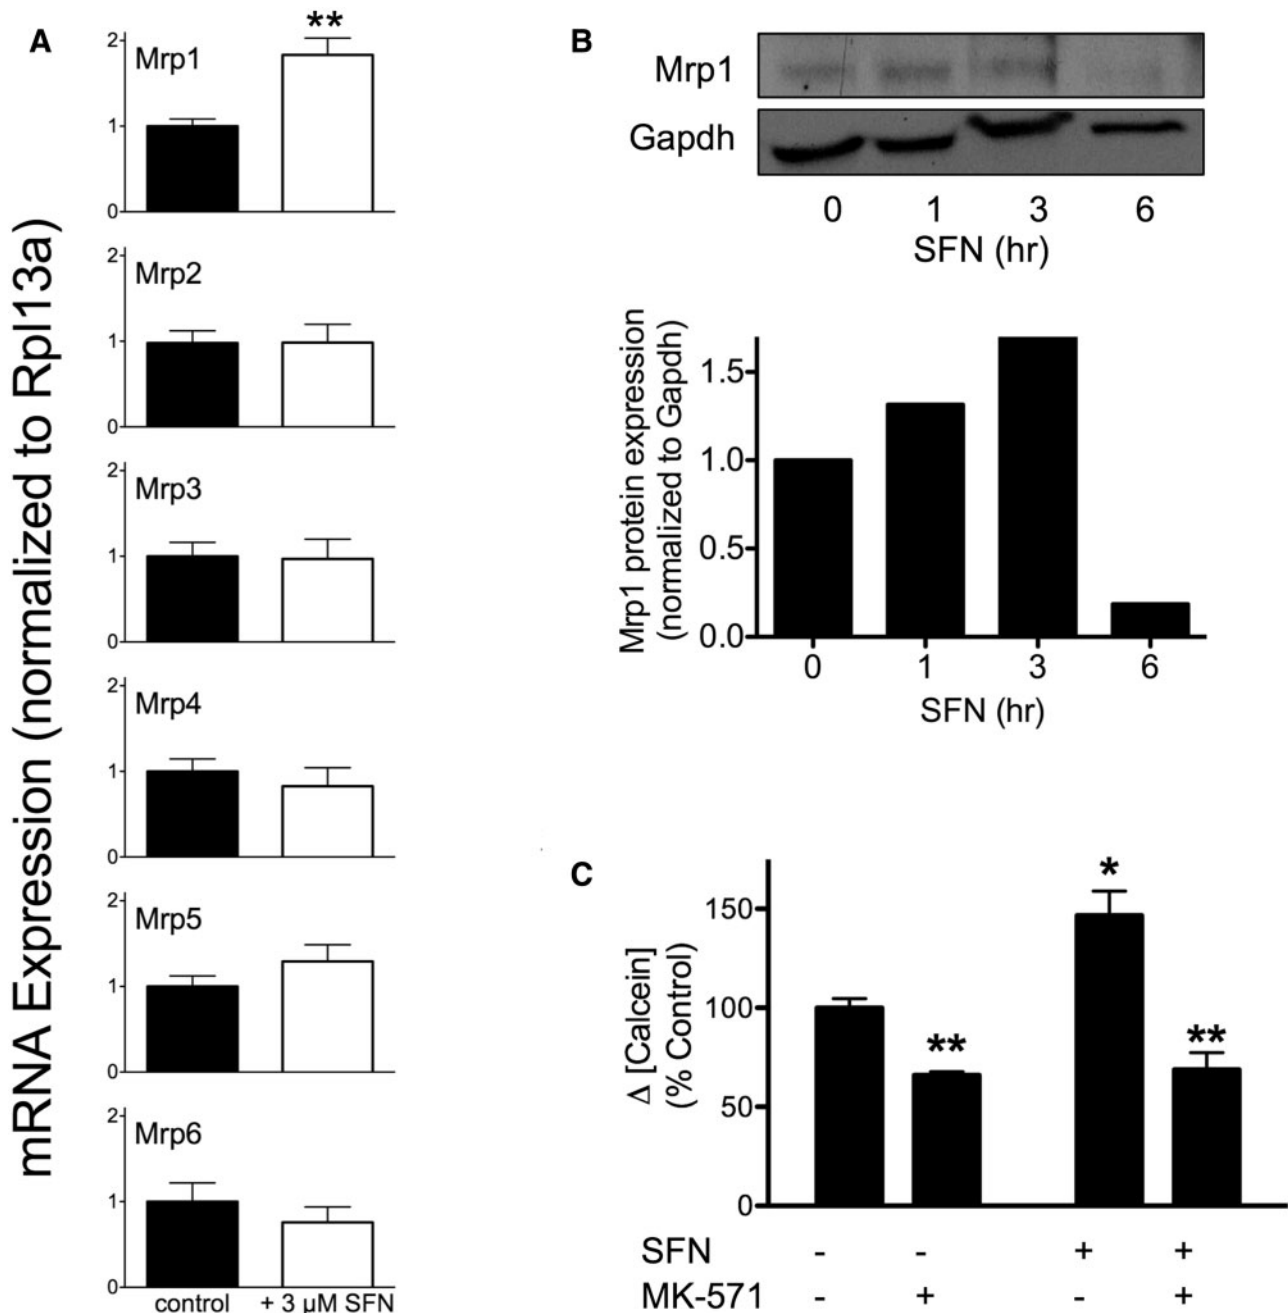 A
mRNA Expression (normalized to Rpl13a)
**
Mrp1
2
1
0
Mrp2
2
1
0
Mrp3
2
1
0
Mrp4
2
1
0
Mrp5
2
1
0
Mrp6
2
1
0
control + 3 µM SFN
B
Mrp1
Gapdh
0 1 3 6
SFN (hr)
Mrp1 protein expression
(normalized to Gapdh)
1.5
1.0
0.5
0.0
0 1 3 6
SFN (hr)
C
Δ [Calcein]
(% Control)
150
100
50
0
** * **
SFN - - + +
MK-571 - + - +